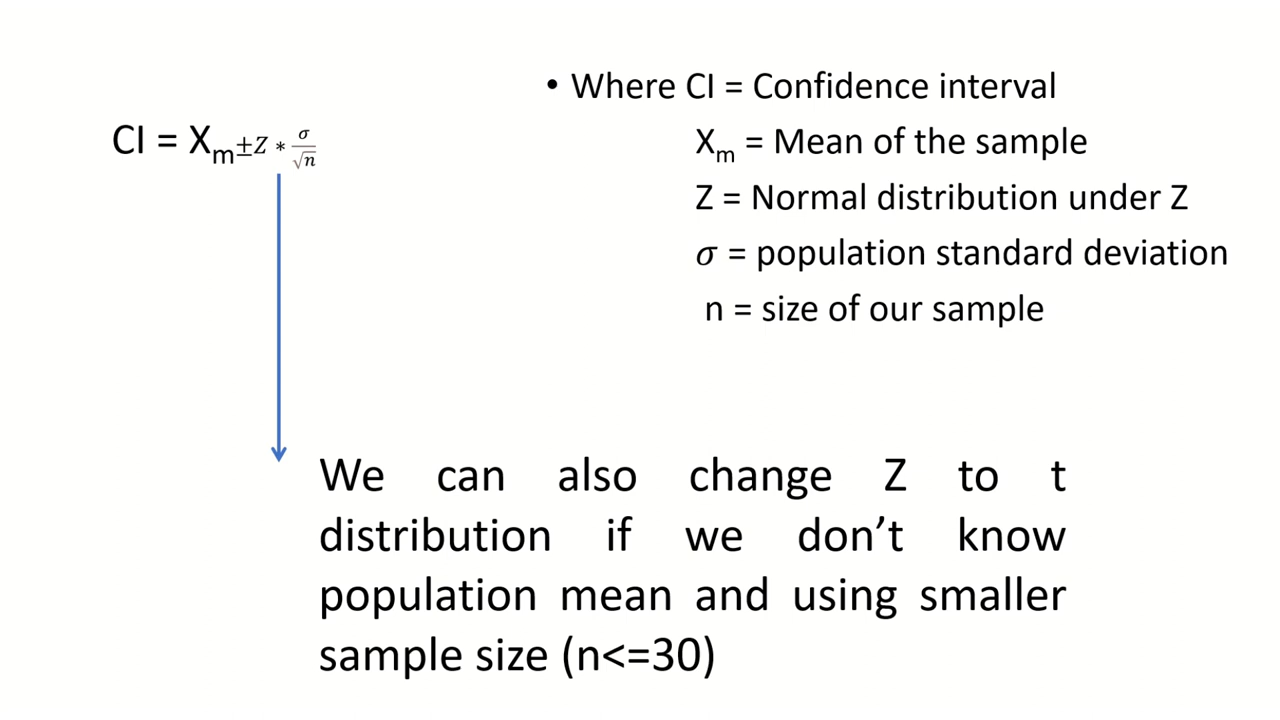 • Where CI = Confidence interval
CI = Xm±Z * σ/√n
Xm = Mean of the sample
Z = Normal distribution under Z
σ = population standard deviation
n = size of our sample
We can also change Z to t
distribution if we don’t know
population mean and using smaller
sample size (n<=30)